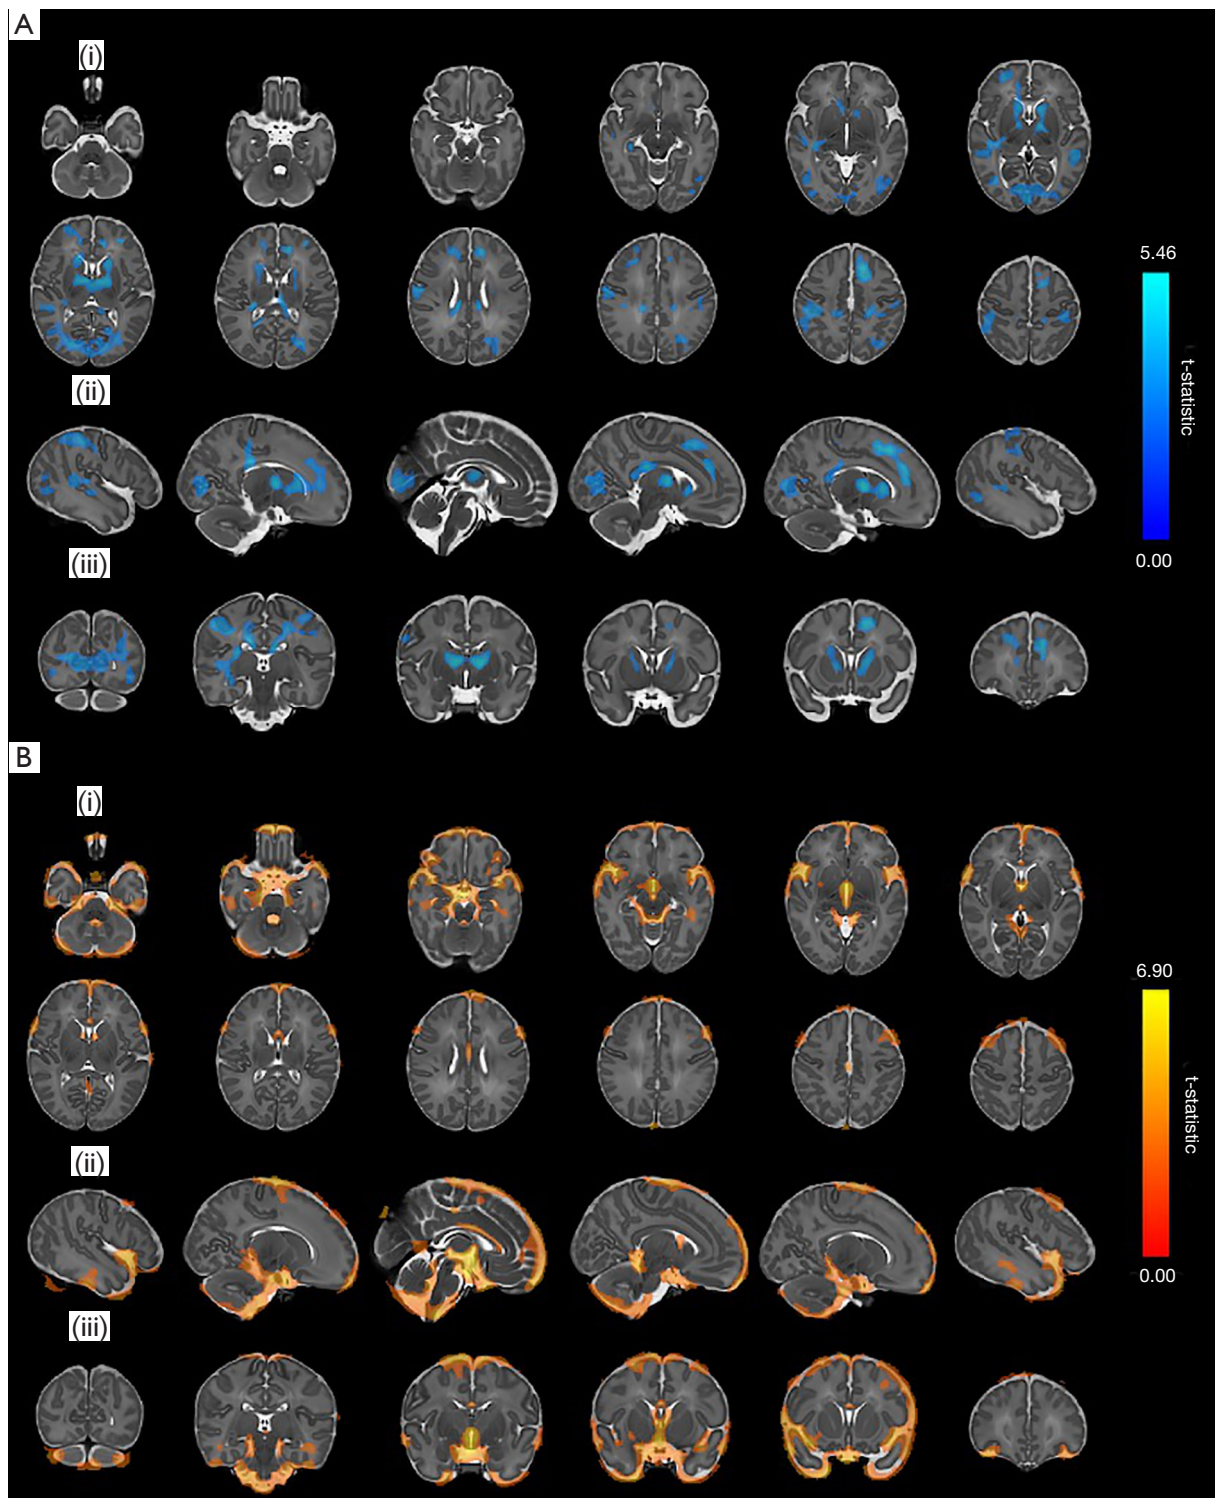 A
(i)
5.46
(ii)
t-statistic
(iii)
0.00
B
(i)
6.90
t-statistic
(ii)
0.00
(iii)